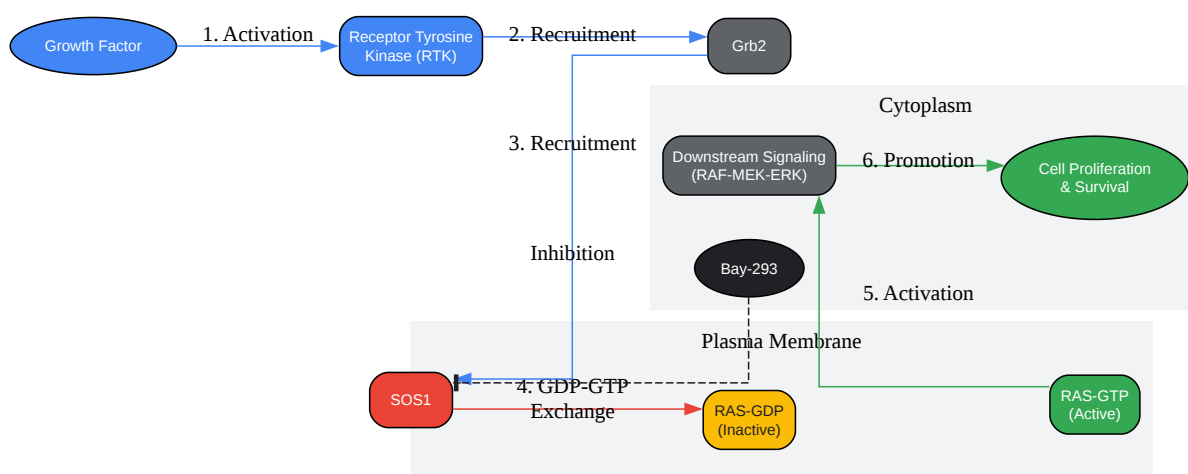 Growth Factor
1. Activation
Receptor Tyrosine
Kinase (RTK)
2. Recruitment
Grb2
Cytoplasm
3. Recruitment
Downstream Signaling
(RAF-MEK-ERK)
6. Promotion
Cell Proliferation
& Survival
Inhibition
Bay-293
5. Activation
Plasma Membrane
SOS1
4. GDP-GTP
Exchange
RAS-GDP
(Inactive)
RAS-GTP
(Active)